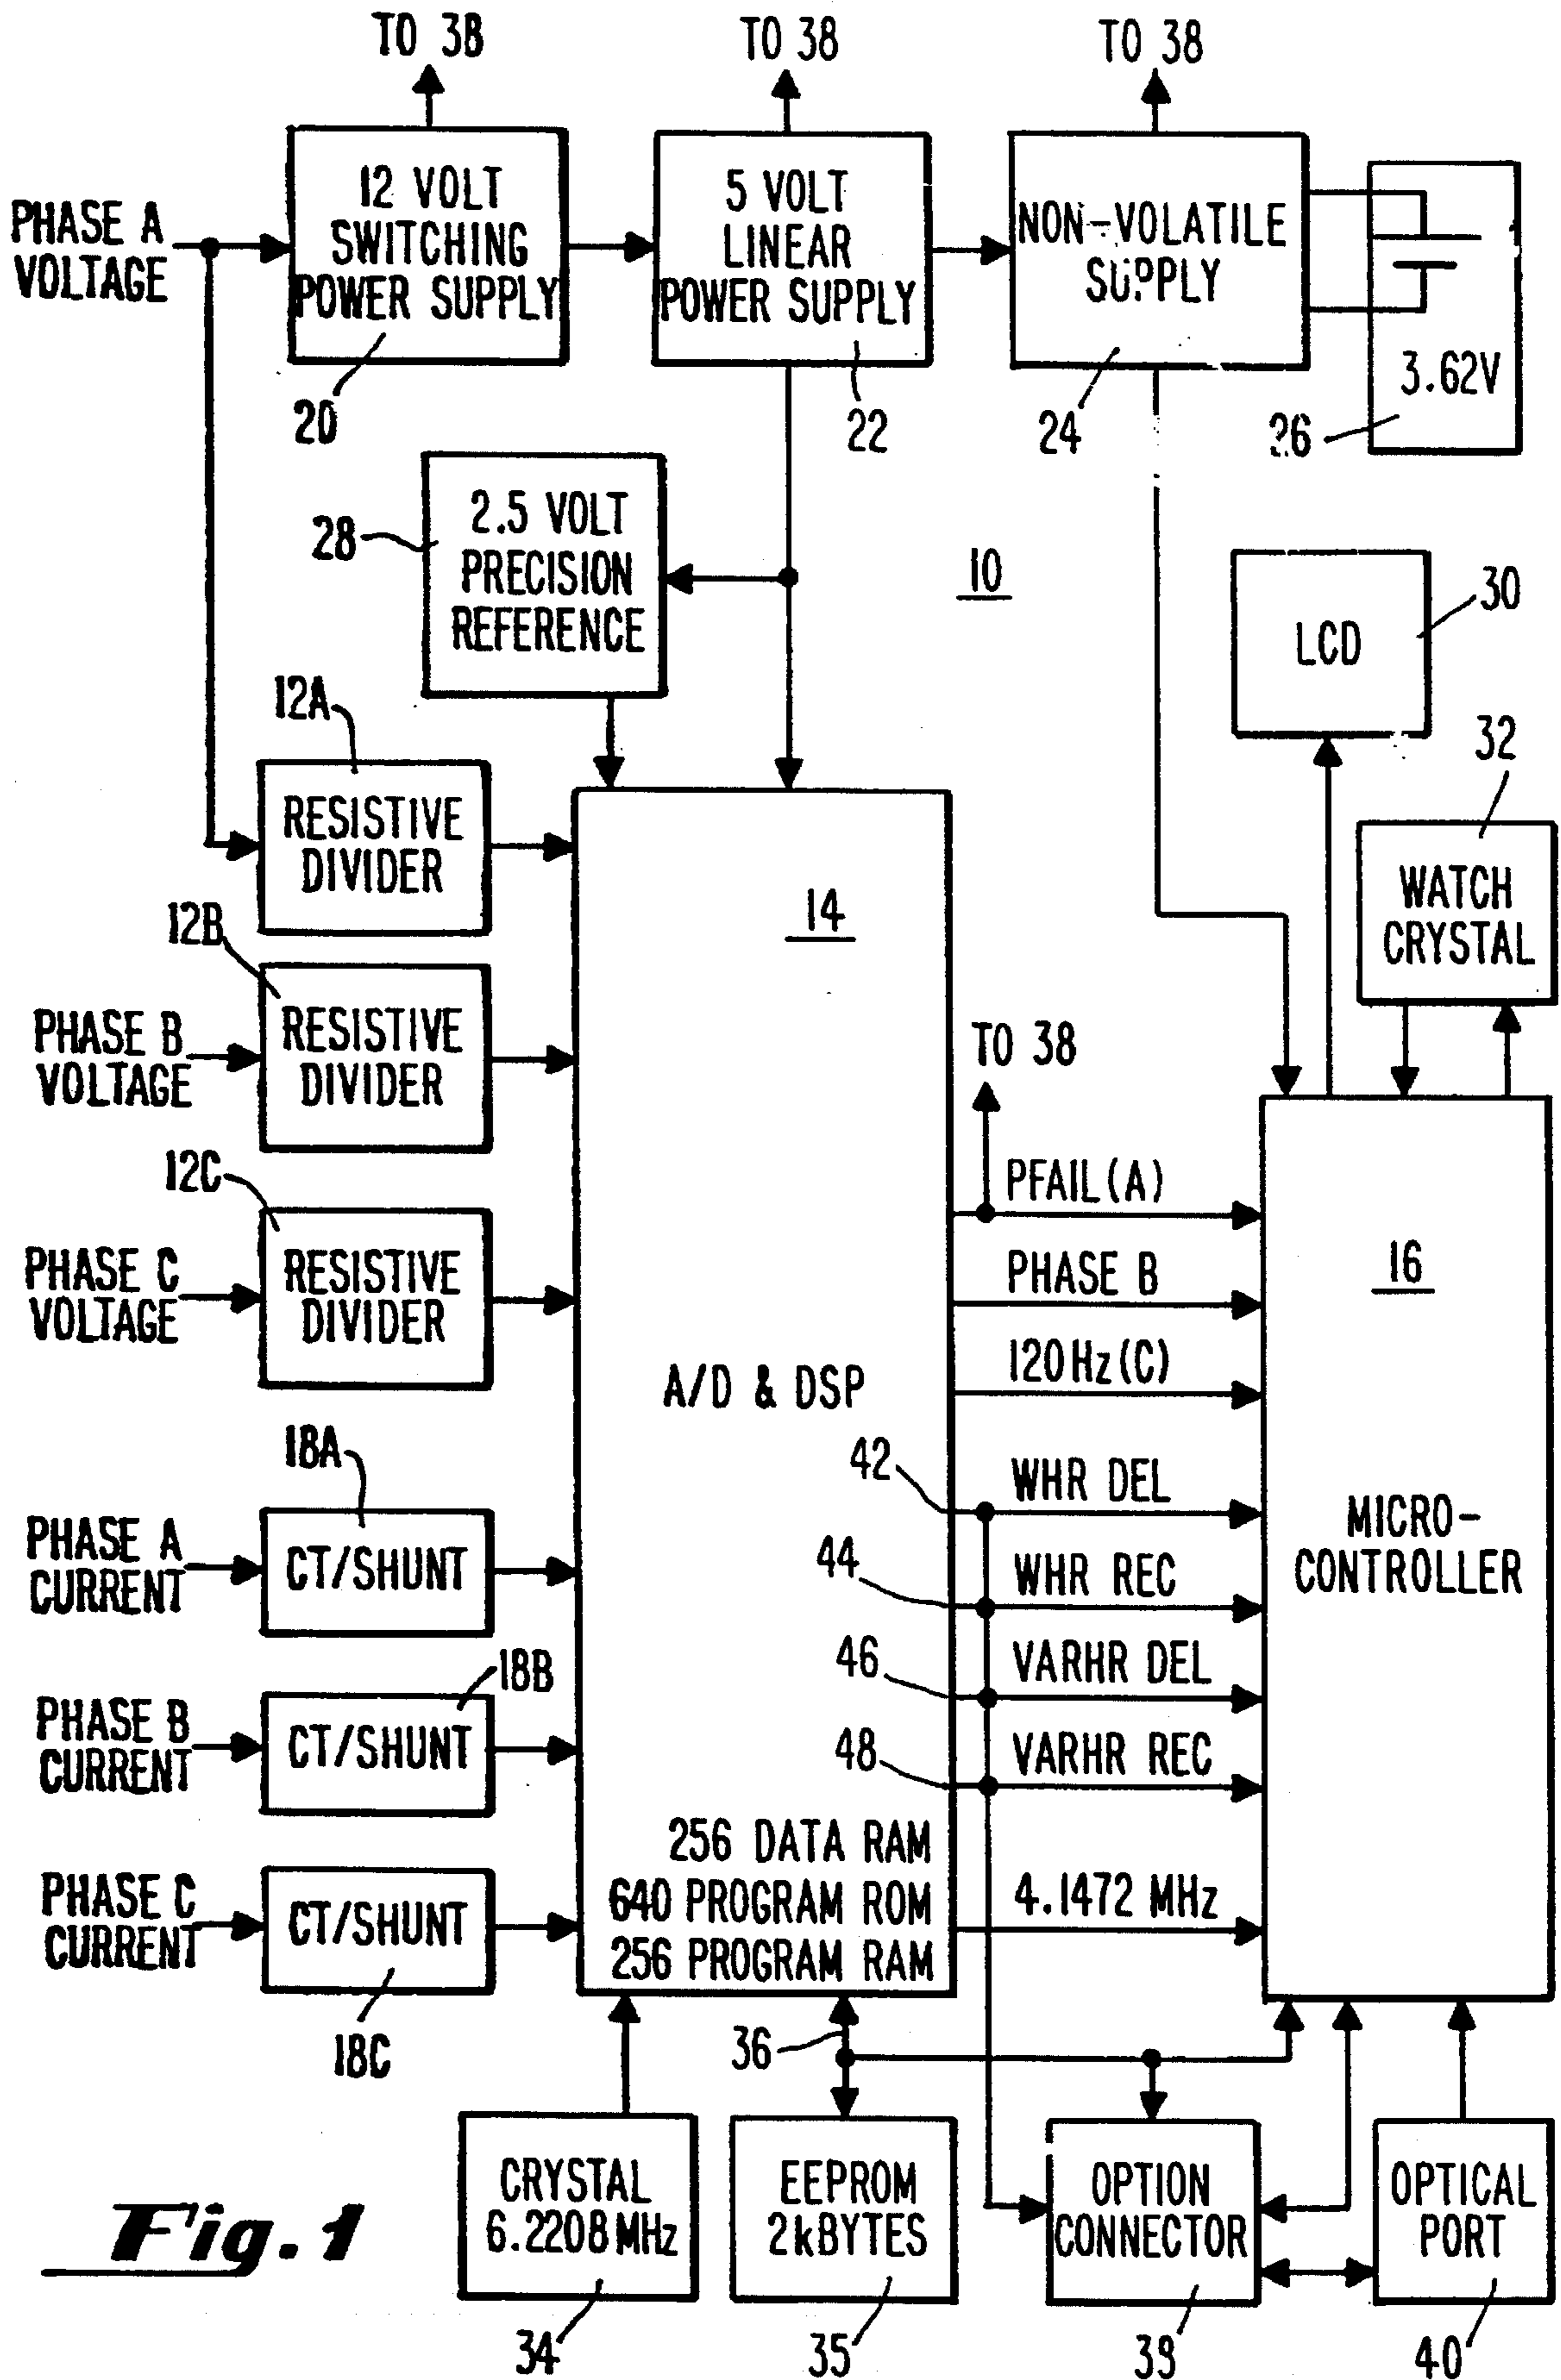 TO 38
TO 38
TO 38
PHASE A
VOLTAGE
12 VOLT
SWITCHING
POWER SUPPLY
5 VOLT
LINEAR
POWER SUPPLY
NON-VOLATILE
SUPPLY
3.62V
20
22
24
26
28
2.5 VOLT
PRECISION
REFERENCE
10
LCD
30
12A
RESISTIVE
DIVIDER
32
WATCH
CRYSTAL
14
12B
PHASE B
VOLTAGE
RESISTIVE
DIVIDER
TO 38
12C
PHASE C
VOLTAGE
RESISTIVE
DIVIDER
PFAIL(A)
PHASE B
120Hz(C)
16
A/D & DSP
MICRO-
CONTROLLER
18A
PHASE A
CURRENT
CT/SHUNT
42
WHR DEL
44
WHR REC
18B
PHASE B
CURRENT
CT/SHUNT
46
VARHR DEL
48
VARHR REC
PHASE C
CURRENT
CT/SHUNT
18C
256 DATA RAM
640 PROGRAM ROM
256 PROGRAM RAM
4.1472 MHz
36
CRYSTAL
6.2208 MHz
EEPROM
2kBYTES
OPTION
CONNECTOR
OPTICAL
PORT
Fig. 1
34
35
39
40